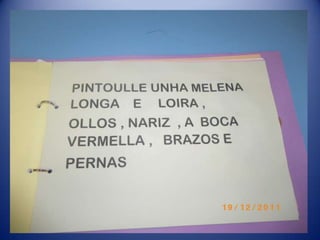 PINTOULLE UNHA MELENA
LONGA E LOIRA ,
OLLOS , NARIZ , A BOCA
VERMELLA , BRAZOS E
PERNAS
19/12/2011